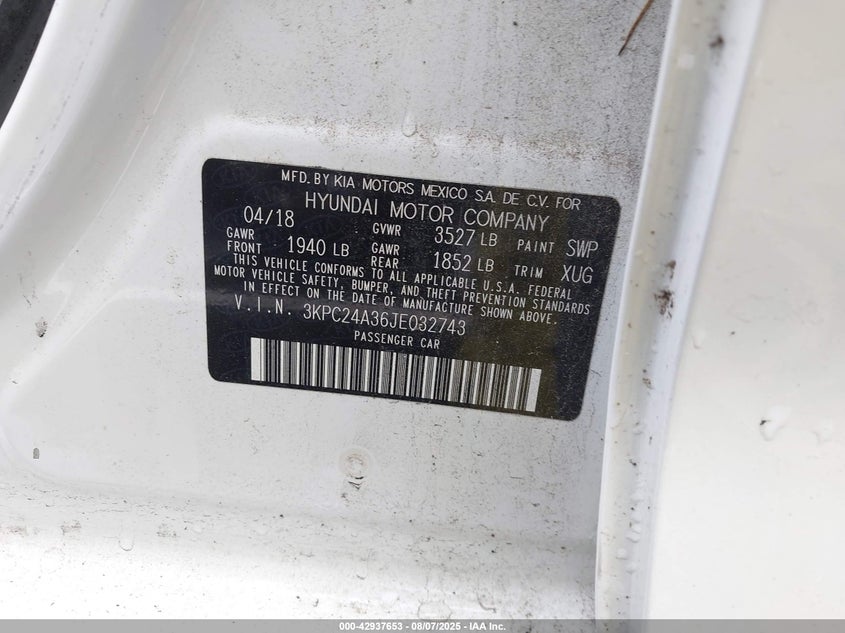 MFD. BY KIA MOTORS MEXICO S.A. DE C.V. FOR
HYUNDAI MOTOR COMPANY
04/18 GVWR 3527 LB PAINT SWP
GAWR FRONT 1940 LB GAWR REAR 1852 LB TRIM XUG
THIS VEHICLE CONFORMS TO ALL APPLICABLE U.S.A. FEDERAL
MOTOR VEHICLE SAFETY, BUMPER, AND THEFT PREVENTION STANDARDS
IN EFFECT ON THE DATE OF MANUFACTURE SHOWN ABOVE.
V.I.N. 3KPC24A36JE032743
PASSENGER CAR
000-42937653 - 08/07/2025 - IAA Inc.